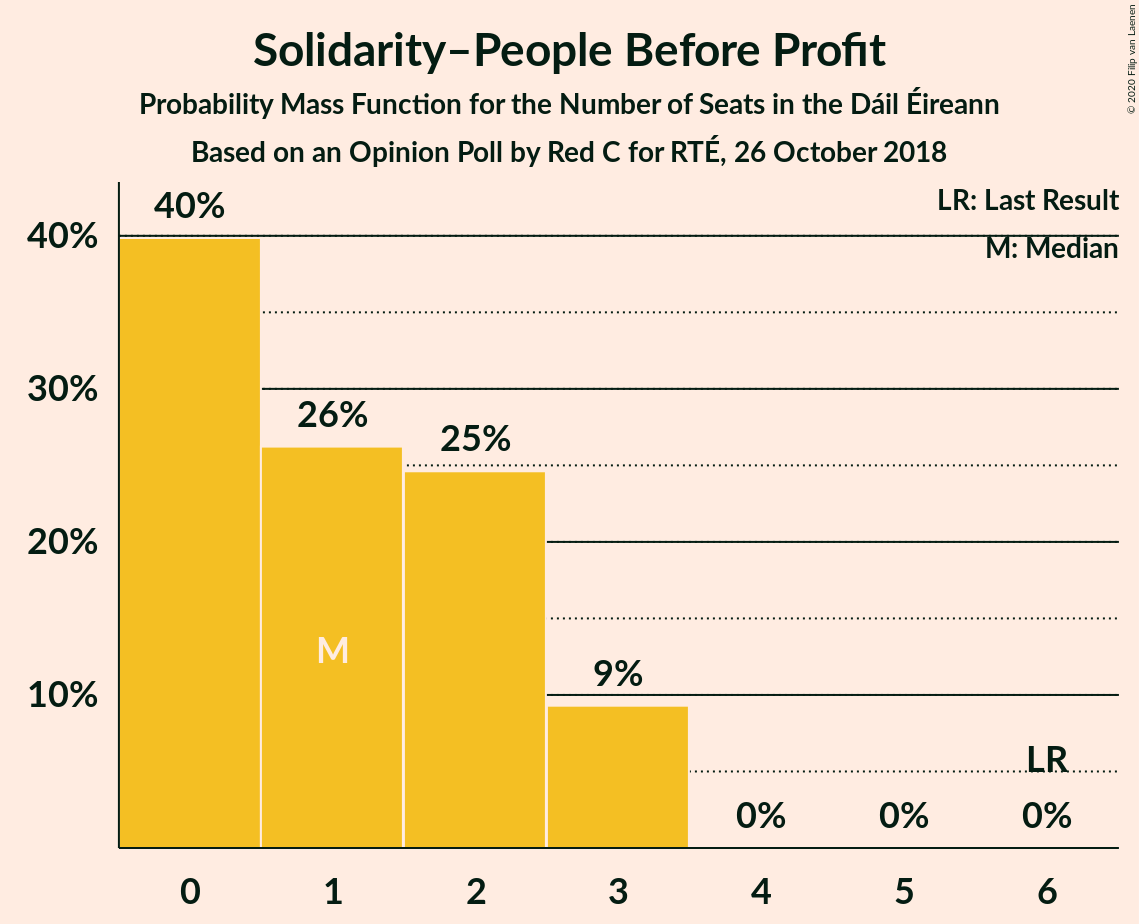 Solidarity–People Before Profit
Probability Mass Function for the Number of Seats in the Dáil Éireann
Based on an Opinion Poll by Red C for RTÉ, 26 October 2018
© 2020 Filip van Laenen
LR: Last Result
M: Median
40%
30%
20%
10%
40%
26%
25%
9%
0%
0%
0%
M
LR
0
1
2
3
4
5
6